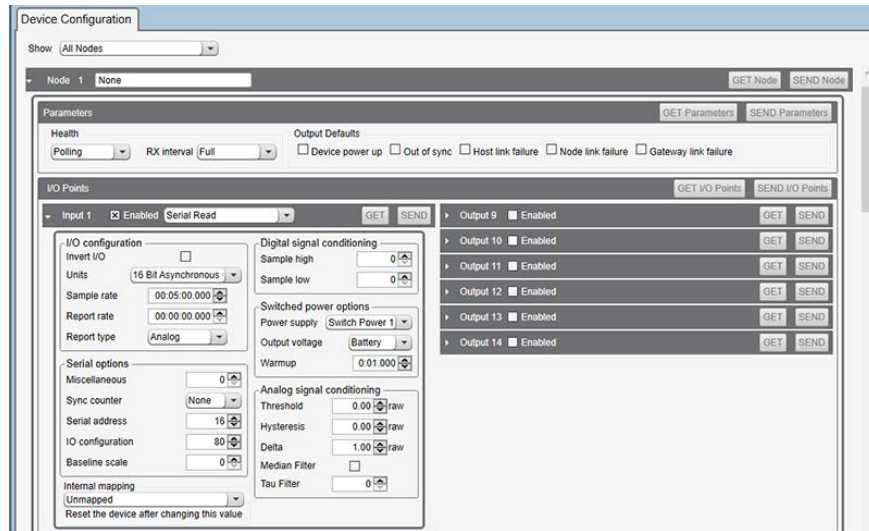 Device Configuration
Show All Nodes
Node 1 None GET Node SEND Node
Parameters GET Parameters SEND Parameters
Health Output Defaults
Polling RX interval Full Device power up Out of sync Host link failure Node link failure Gateway link failure
I/O Points GET I/O Points SEND I/O Points
Input 1 Enabled Serial Read GET SEND
I/O configuration
Invert I/O
Units 16 Bit Asynchronous
Sample rate 00:05:00.000
Report rate 00:00:00.000
Report type Analog
Serial options
Miscellaneous 0
Sync counter None
Serial address 16
IO configuration 80
Baseline scale 0
Internal mapping
Unmapped
Reset the device after changing this value
Digital signal conditioning
Sample high 0
Sample low 0
Switched power options
Power supply Switch Power 1
Output voltage Battery
Warmup 0:01.000
Analog signal conditioning
Threshold 0.00 raw
Hysteresis 0.00 raw
Delta 1.00 raw
Median Filter
Tau Filter 0
Output 9 Enabled GET SEND
Output 10 Enabled GET SEND
Output 11 Enabled GET SEND
Output 12 Enabled GET SEND
Output 13 Enabled GET SEND
Output 14 Enabled GET SEND